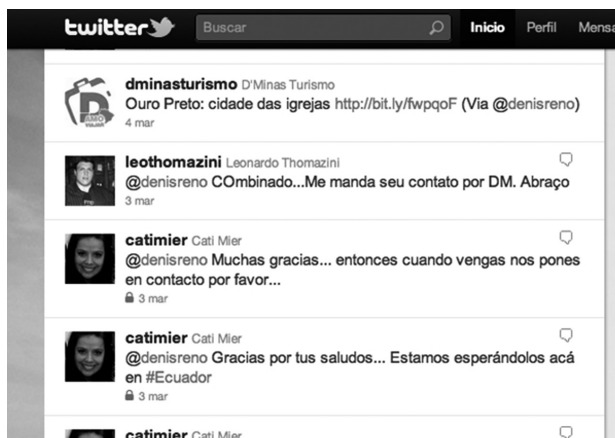 twitter Buscar Inicio Perfil Mensa
dminasturismo D'Minas Turismo
Ouro Preto: cidade das igrejas http://bit.ly/fwpqoF (Via @denisreno)
4 mar
D
AMO
VIAJAR
leothomazini Leonardo Thomazini
@denisreno COmbinado...Me manda seu contato por DM. Abraço
3 mar
catimier Cati Mier
@denisreno Muchas gracias... entonces cuando vengas nos pones
en contacto por favor...
3 mar
catimier Cati Mier
@denisreno Gracias por tus saludos... Estamos esperándolos acá
en #Ecuador
3 mar
catimier Cati Mier